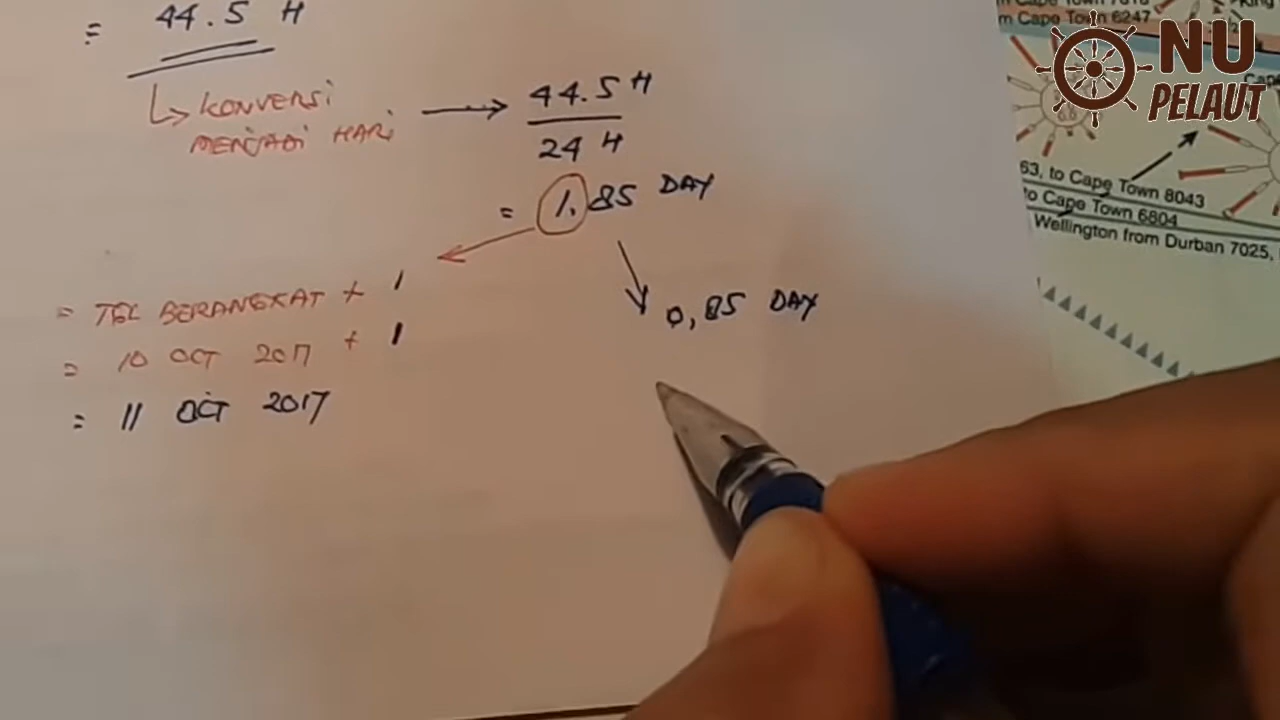 = 44.5 H
↳ KONVERSI
MENJADI HARI → 44.5 H
24 H
= 1.85 DAY
= TGL BERANGKAT + 1
= 10 OCT 2017 + 1
= 11 OCT 2017
0,85 DAY
NU
PELAUT
m Cape Town 6247
63, to Cape Town 8043
to Cape Town 6804
Wellington from Durban 7025,